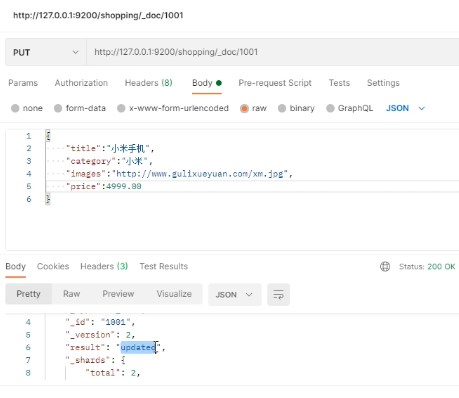 http://127.0.0.1:9200/shopping/_doc/1001
PUT http://127.0.0.1:9200/shopping/_doc/1001
Params Authorization Headers (8) Body Pre-request Script Tests Settings
none form-data x-www-form-urlencoded raw binary GraphQL JSON
1 {
2 "title":"小米手机",
3 "category":"小米",
4 "images":"http://www.gulixueyuan.com/xm.jpg",
5 "price":4999.00
6 }
Body Cookies Headers (3) Test Results Status: 200 OK
Pretty Raw Preview Visualize JSON
4 "_id": "1001",
5 "_version": 2,
6 "result": "updated",
7 "_shards": {
8 "total": 2,